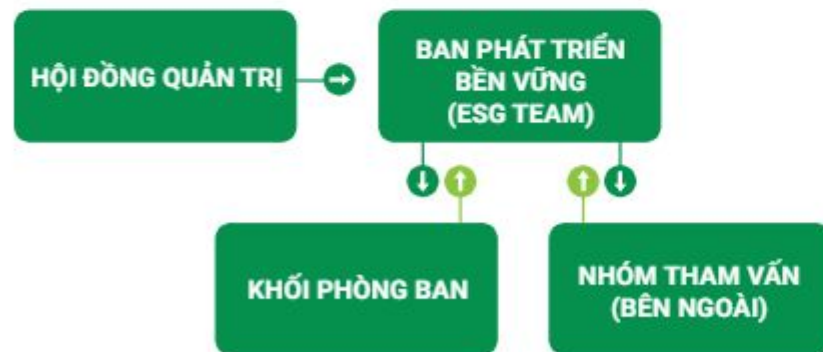 HỘI ĐỒNG QUẢN TRỊ
BAN PHÁT TRIỂN
BỀN VỮNG
(ESG TEAM)
KHỐI PHÒNG BAN
NHÓM THAM VẤN
(BÊN NGOÀI)